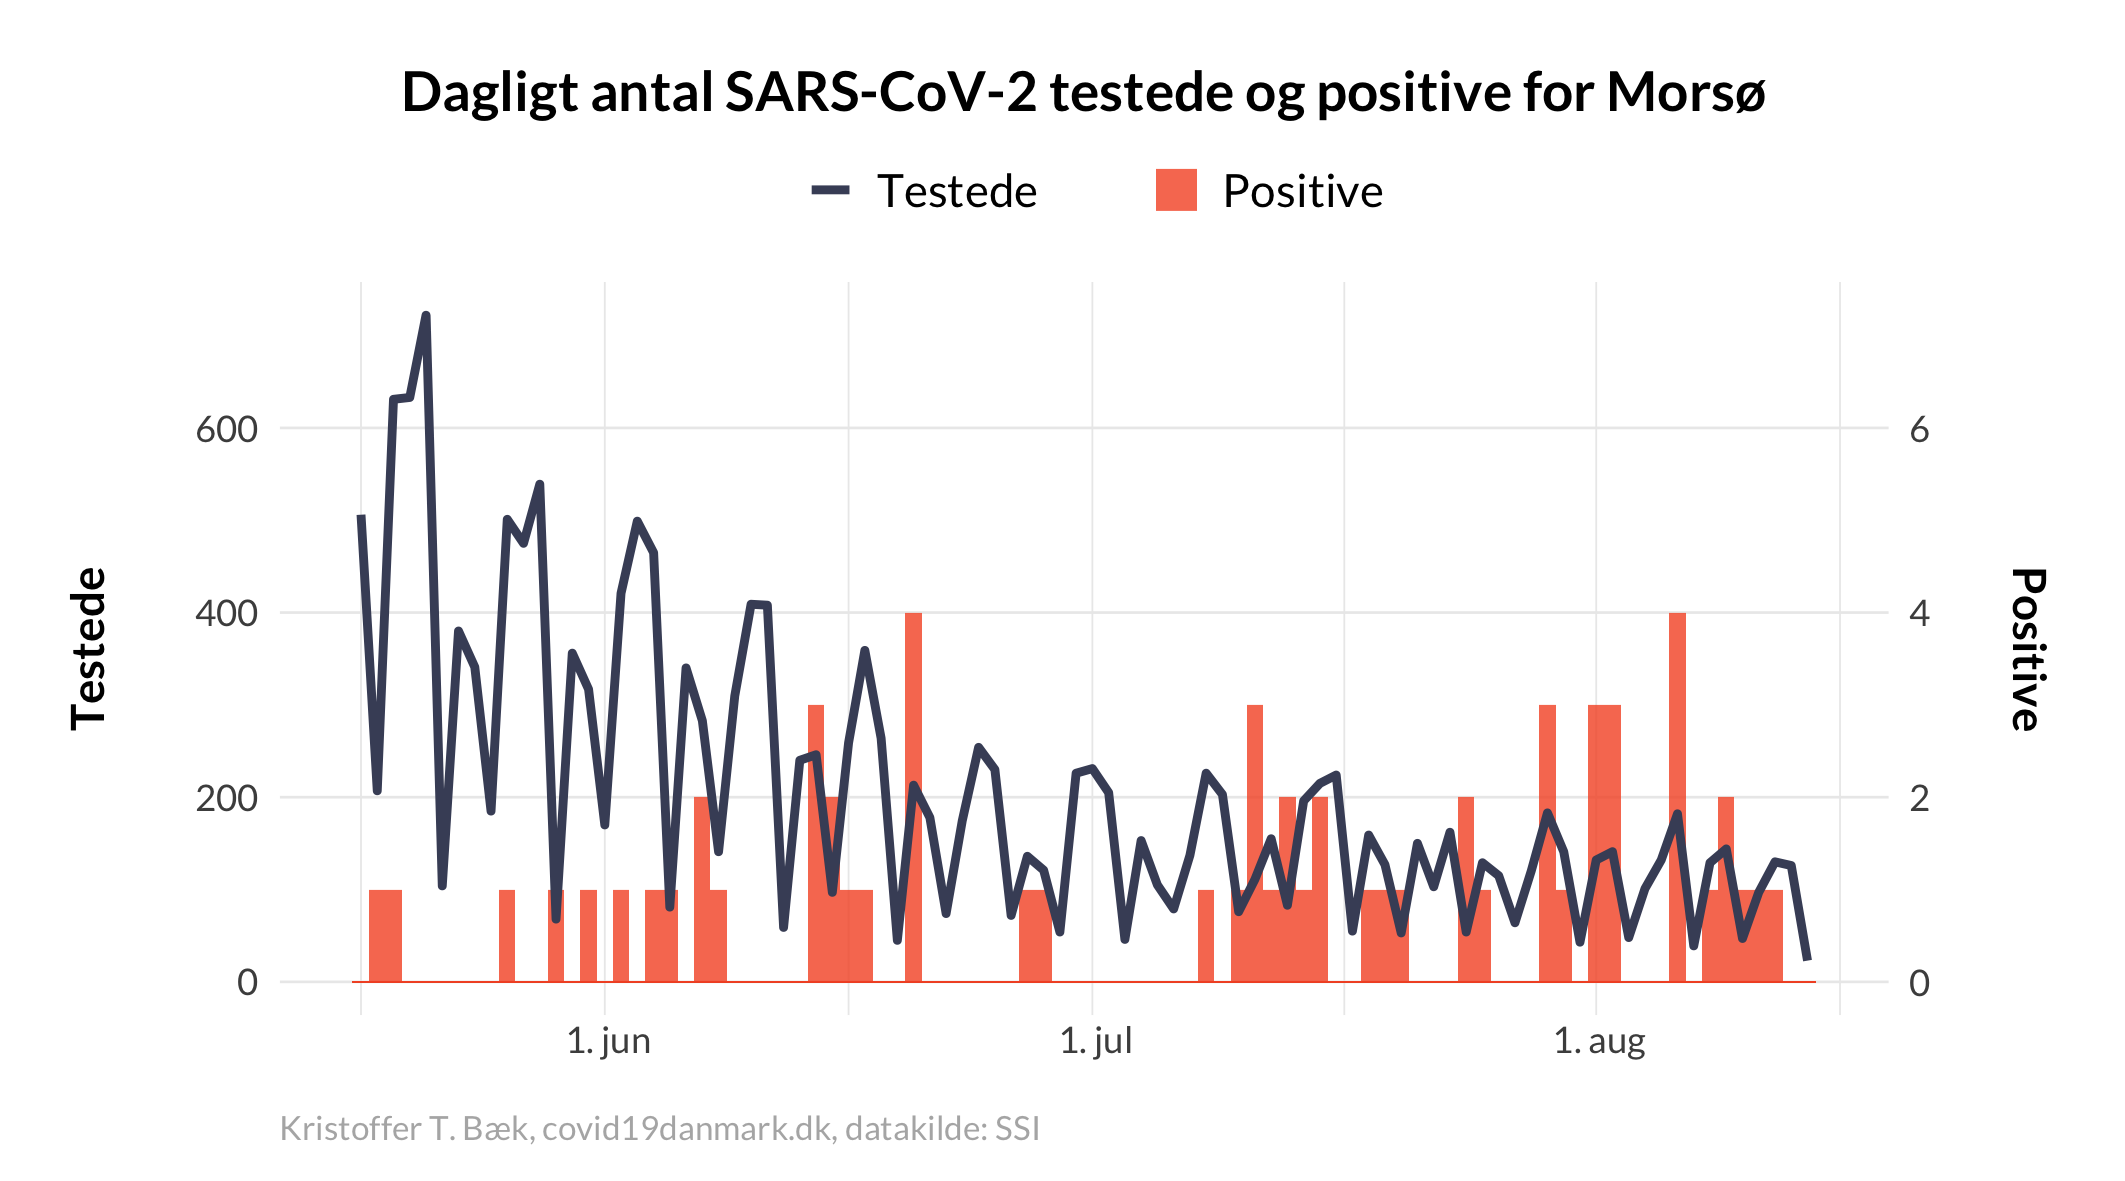 Dagligt antal SARS-CoV-2 testede og positive for Morsø
Testede
Positive
Testede
600
400
200
0
6
4
2
0
Positive
1. jun
1. jul
1. aug
Kristoffer T. Bæk, covid19danmark.dk, datakilde: SSI